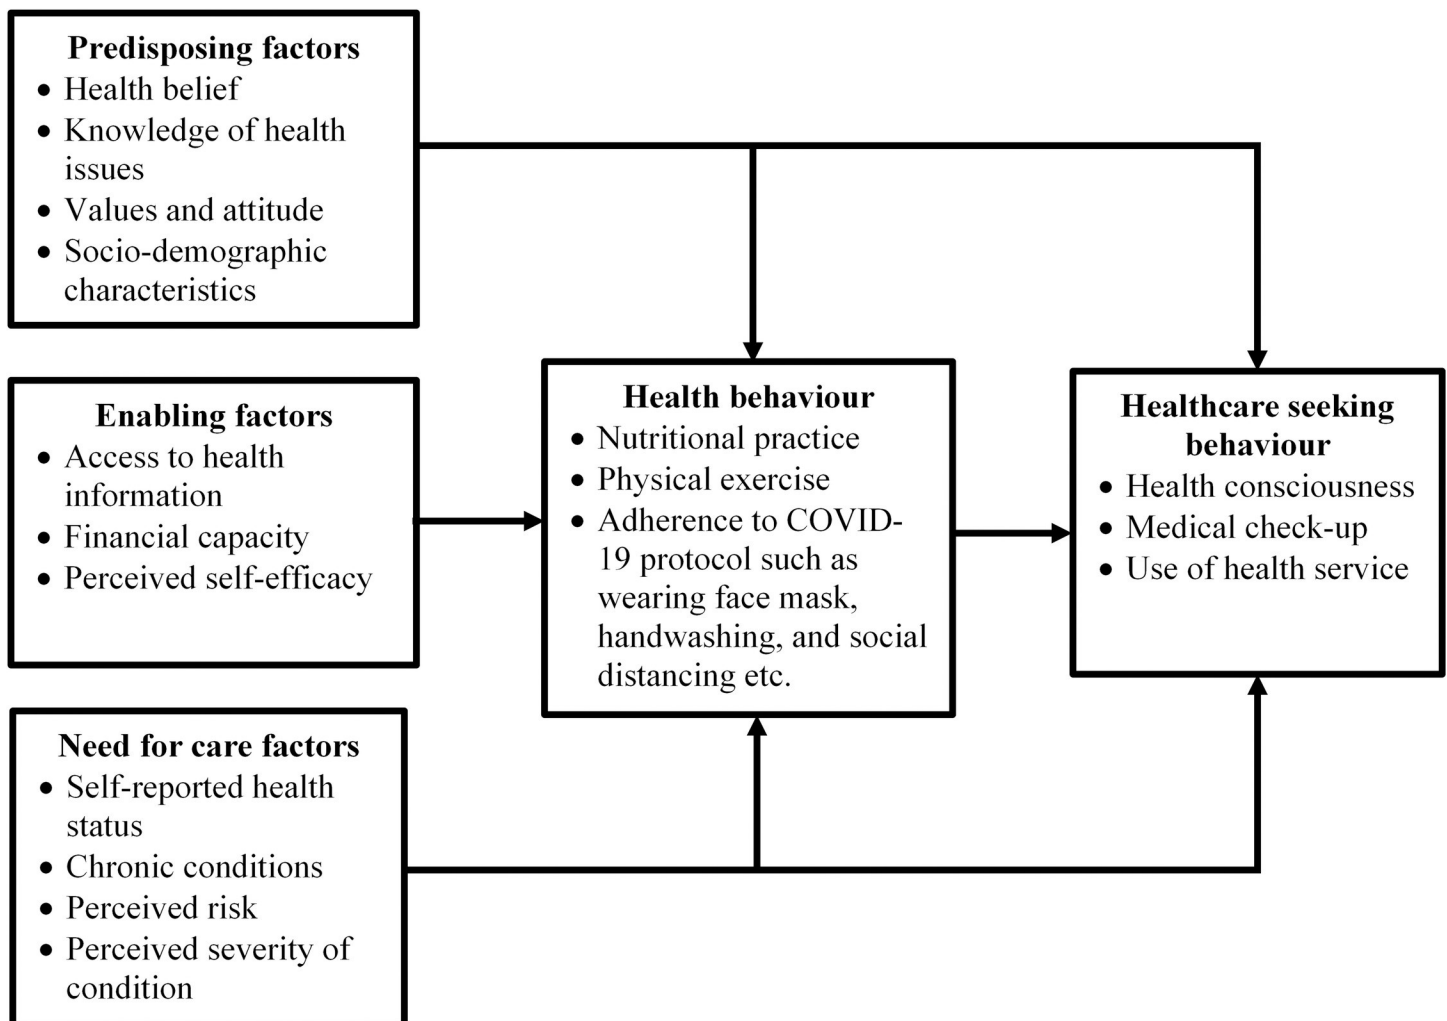 Predisposing factors
• Health belief
• Knowledge of health
issues
• Values and attitude
• Socio-demographic
characteristics
Enabling factors
• Access to health
information
• Financial capacity
• Perceived self-efficacy
Need for care factors
• Self-reported health
status
• Chronic conditions
• Perceived risk
• Perceived severity of
condition
Health behaviour
• Nutritional practice
• Physical exercise
• Adherence to COVID-
19 protocol such as
wearing face mask,
handwashing, and social
distancing etc.
Healthcare seeking
behaviour
• Health consciousness
• Medical check-up
• Use of health service